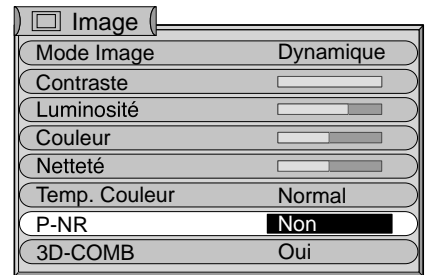 Image
Mode Image Dynamique
Contraste
Luminosité
Couleur
Netteté
Temp. Couleur Normal
P-NR Non
3D-COMB Oui